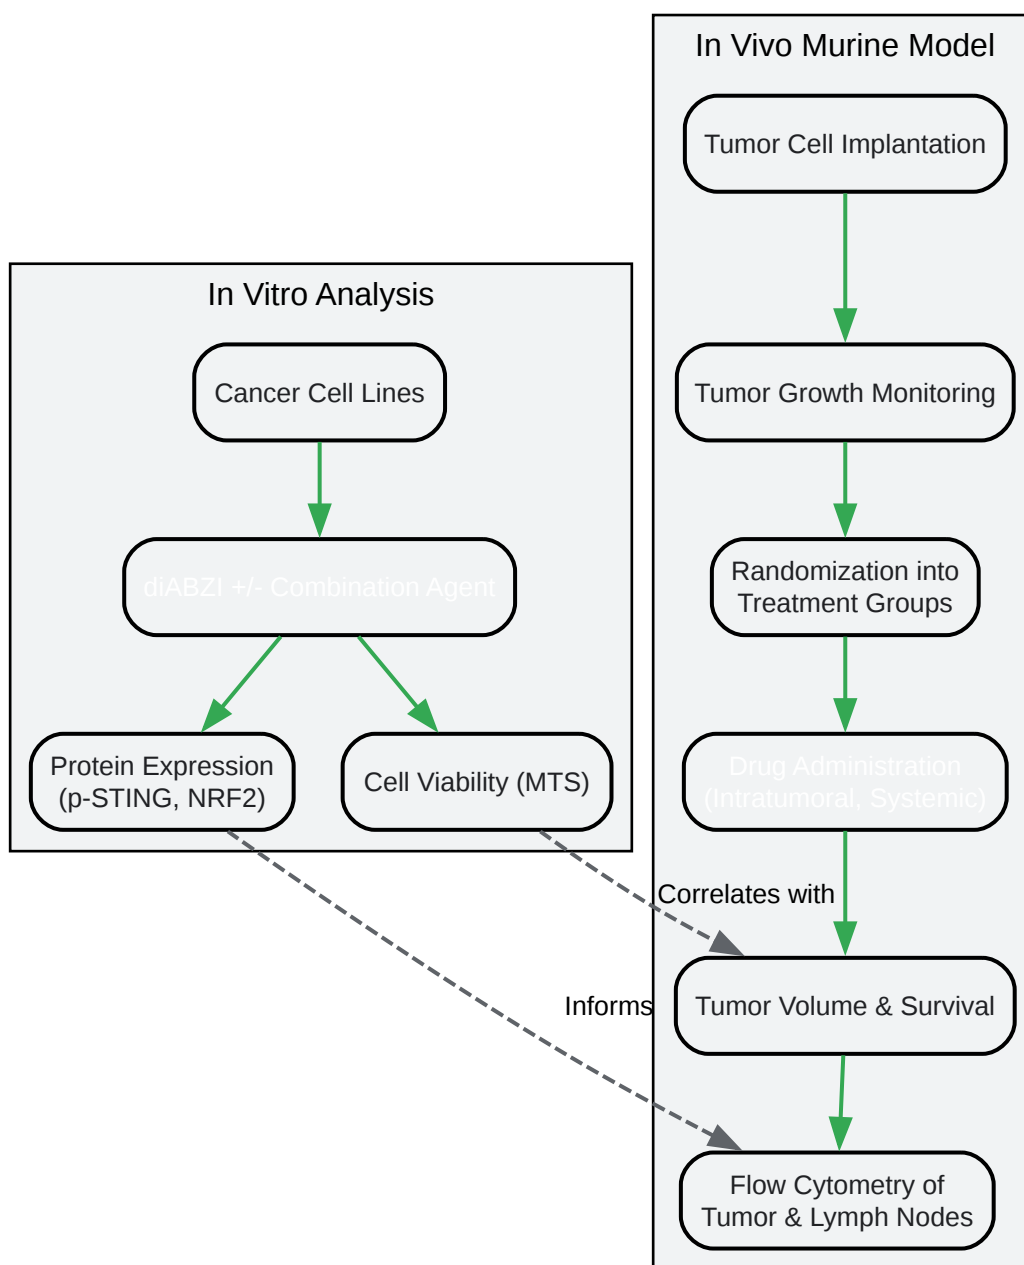 In Vivo Murine Model
Tumor Cell Implantation
In Vitro Analysis
Cancer Cell Lines
Tumor Growth Monitoring
diABZI +/- Combination Agent
Randomization into
Treatment Groups
Protein Expression
(p-STING, NRF2)
Cell Viability (MTS)
Drug Administration
(Intratumoral, Systemic)
Correlates with
Informs
Tumor Volume & Survival
Flow Cytometry of
Tumor & Lymph Nodes